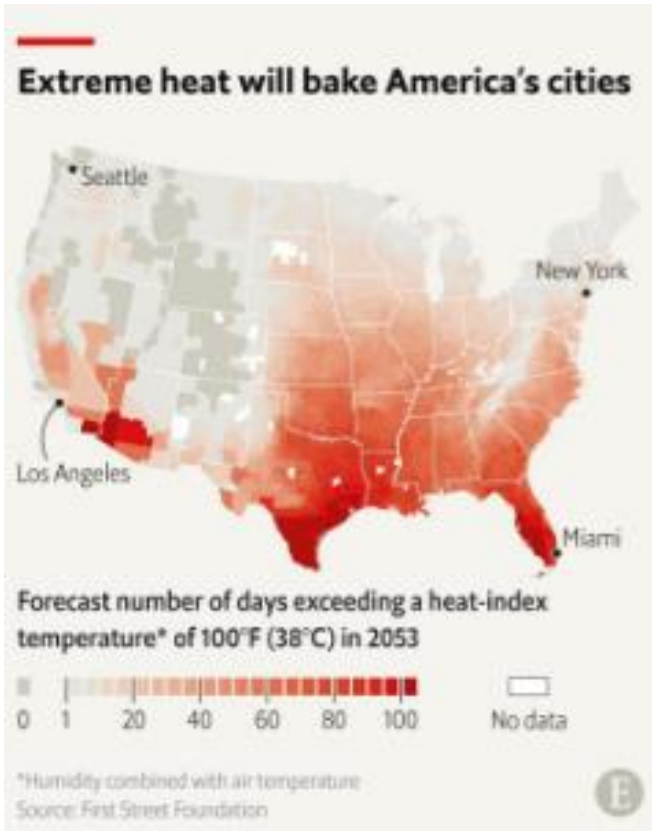 Extreme heat will bake America's cities
Seattle
New York
Los Angeles
Miami
Forecast number of days exceeding a heat-index
temperature* of 100°F (38°C) in 2053
0 1 20 40 60 80 100 No data
*Humidity combined with air temperature
Source: First Street Foundation
E